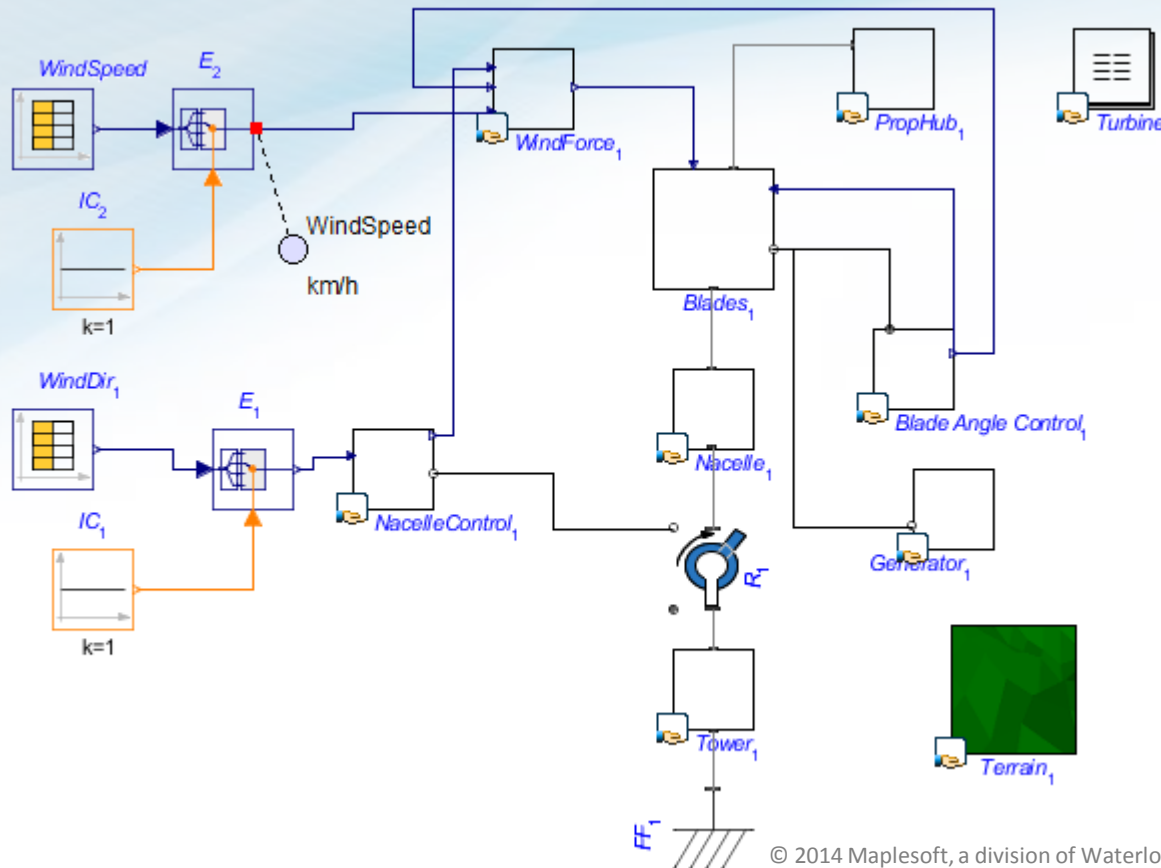 WindSpeed
E2
WindForce1
PropHub1
Turbine
IC2
WindSpeed
km/h
k=1
Blades1
WindDir1
E1
Blade Angle Control1
Nacelle1
IC1
NacelleControl1
Generator1
R1
k=1
Tower1
Terrain1
FF1
© 2014 Maplesoft, a division of Waterlo